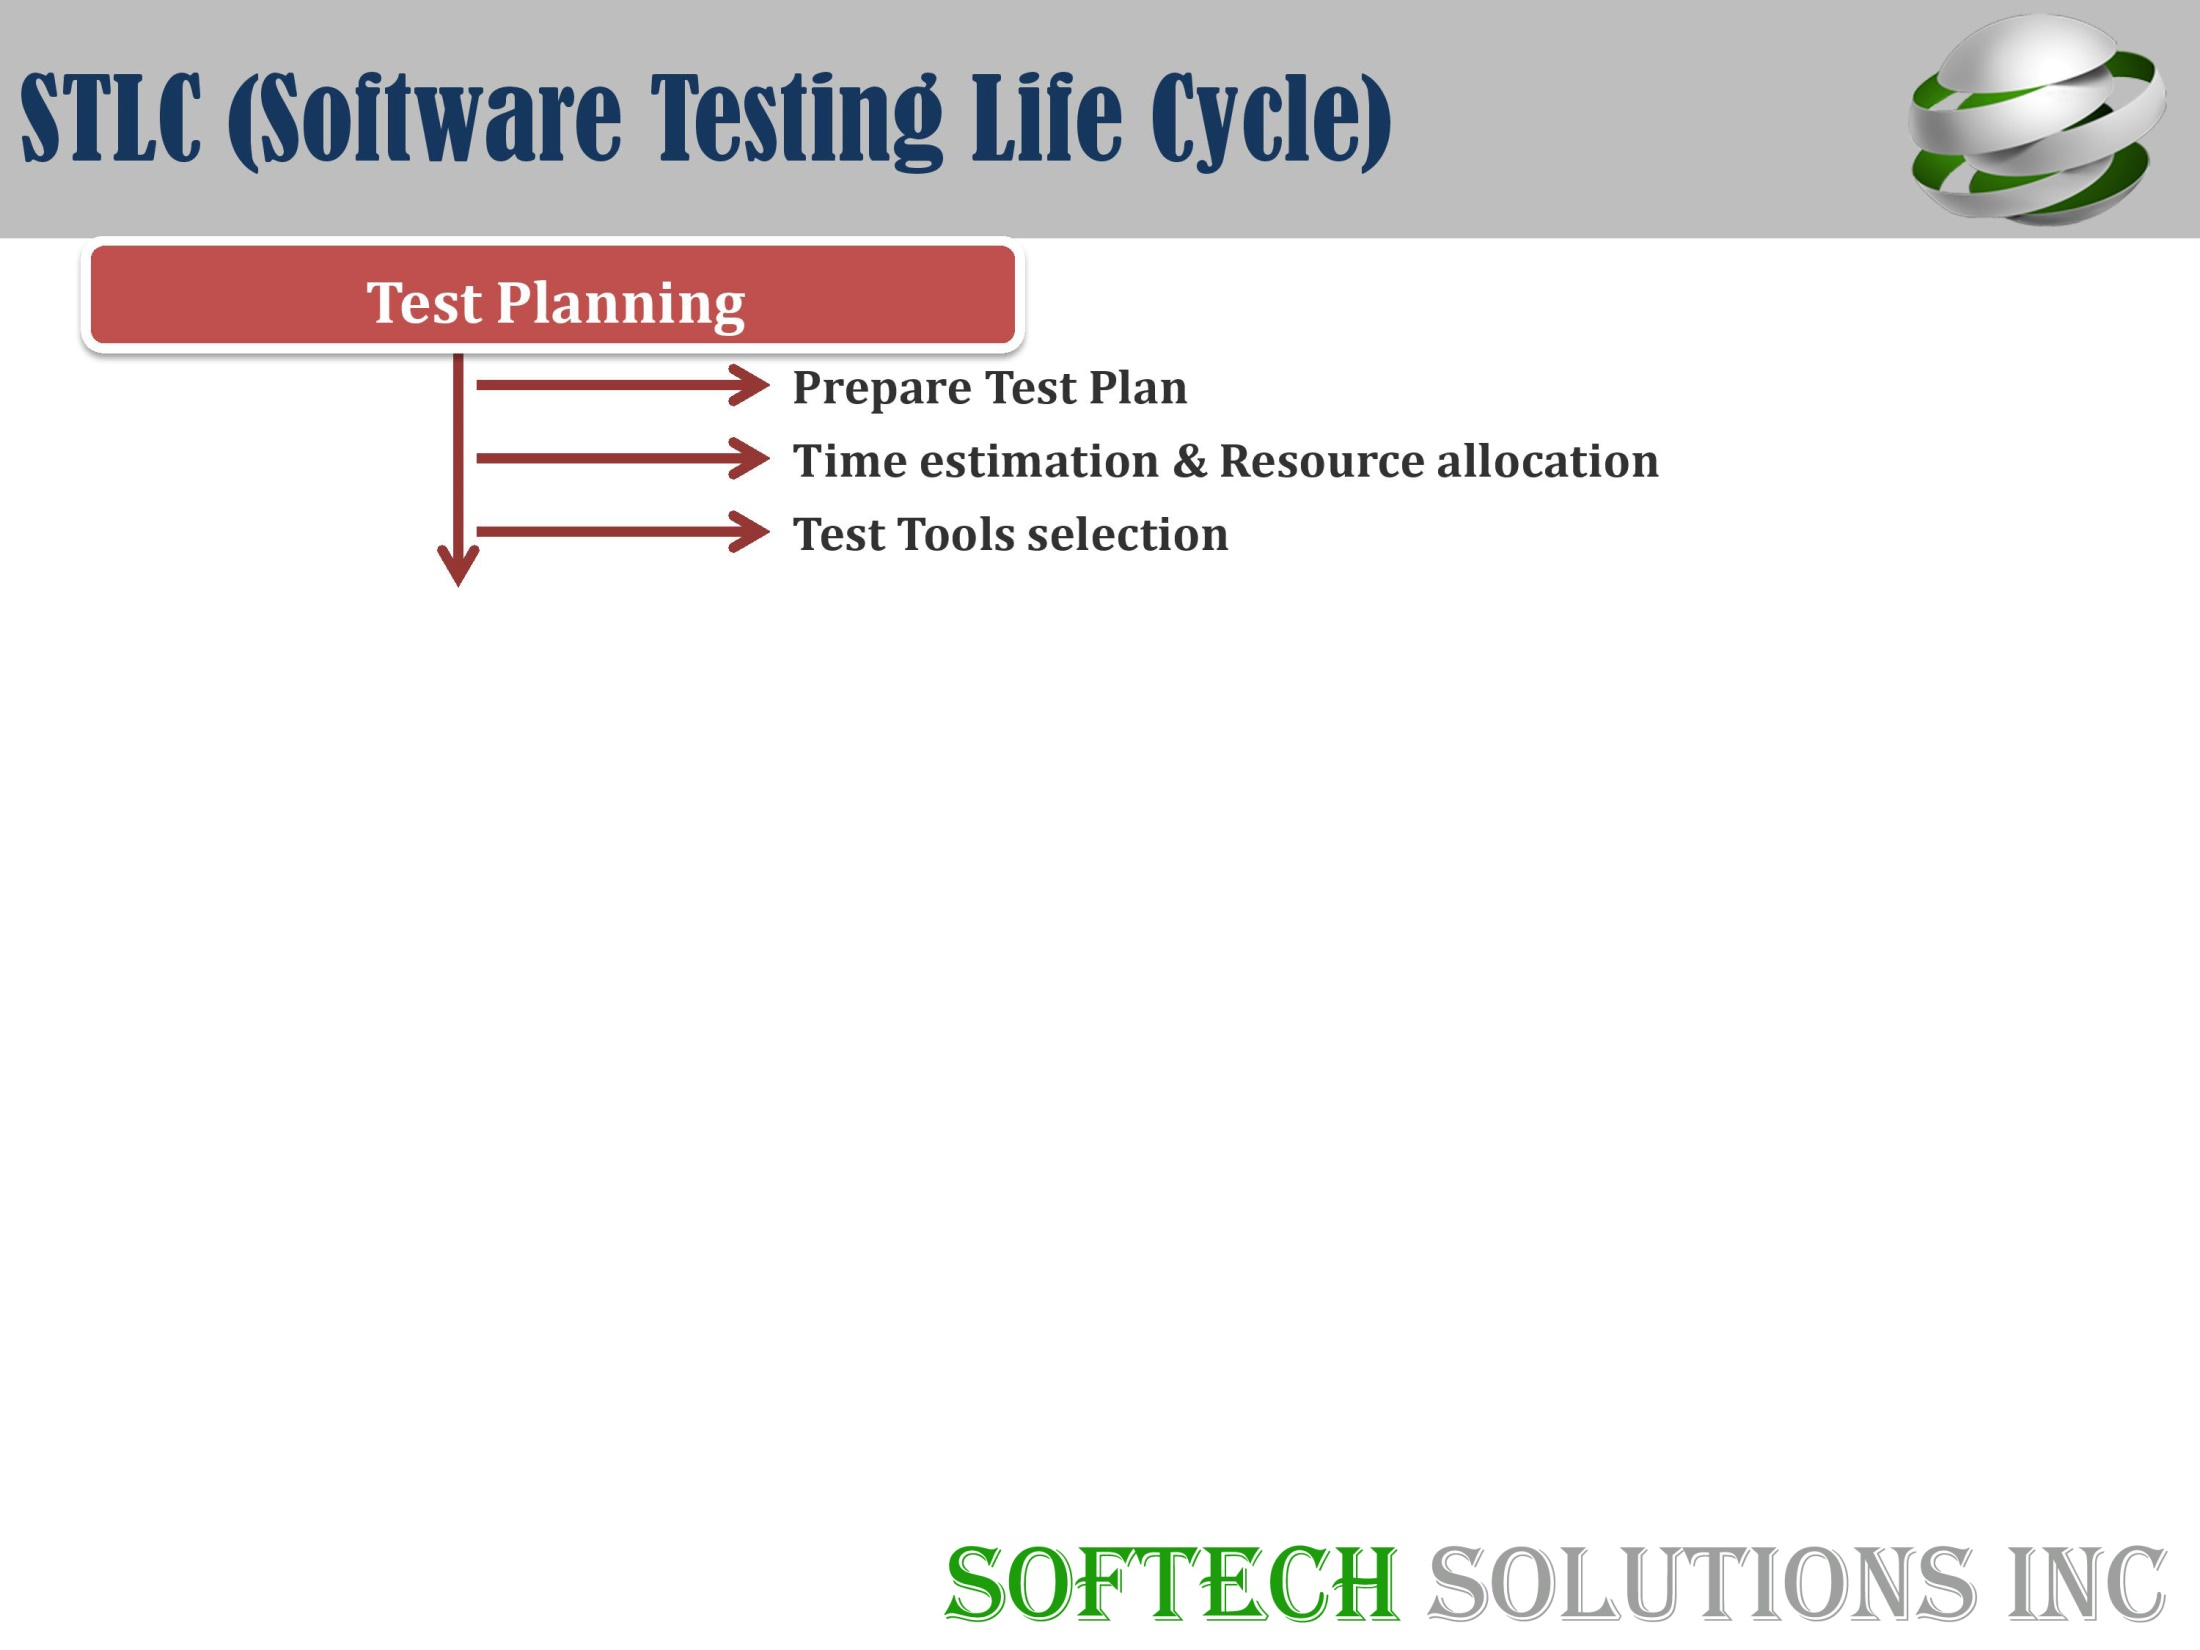 STLC (Software Testing Life Cycle)
Test Planning
Prepare Test Plan
Time estimation & Resource allocation
Test Tools selection
SOFTECH SOLUTIONS INC